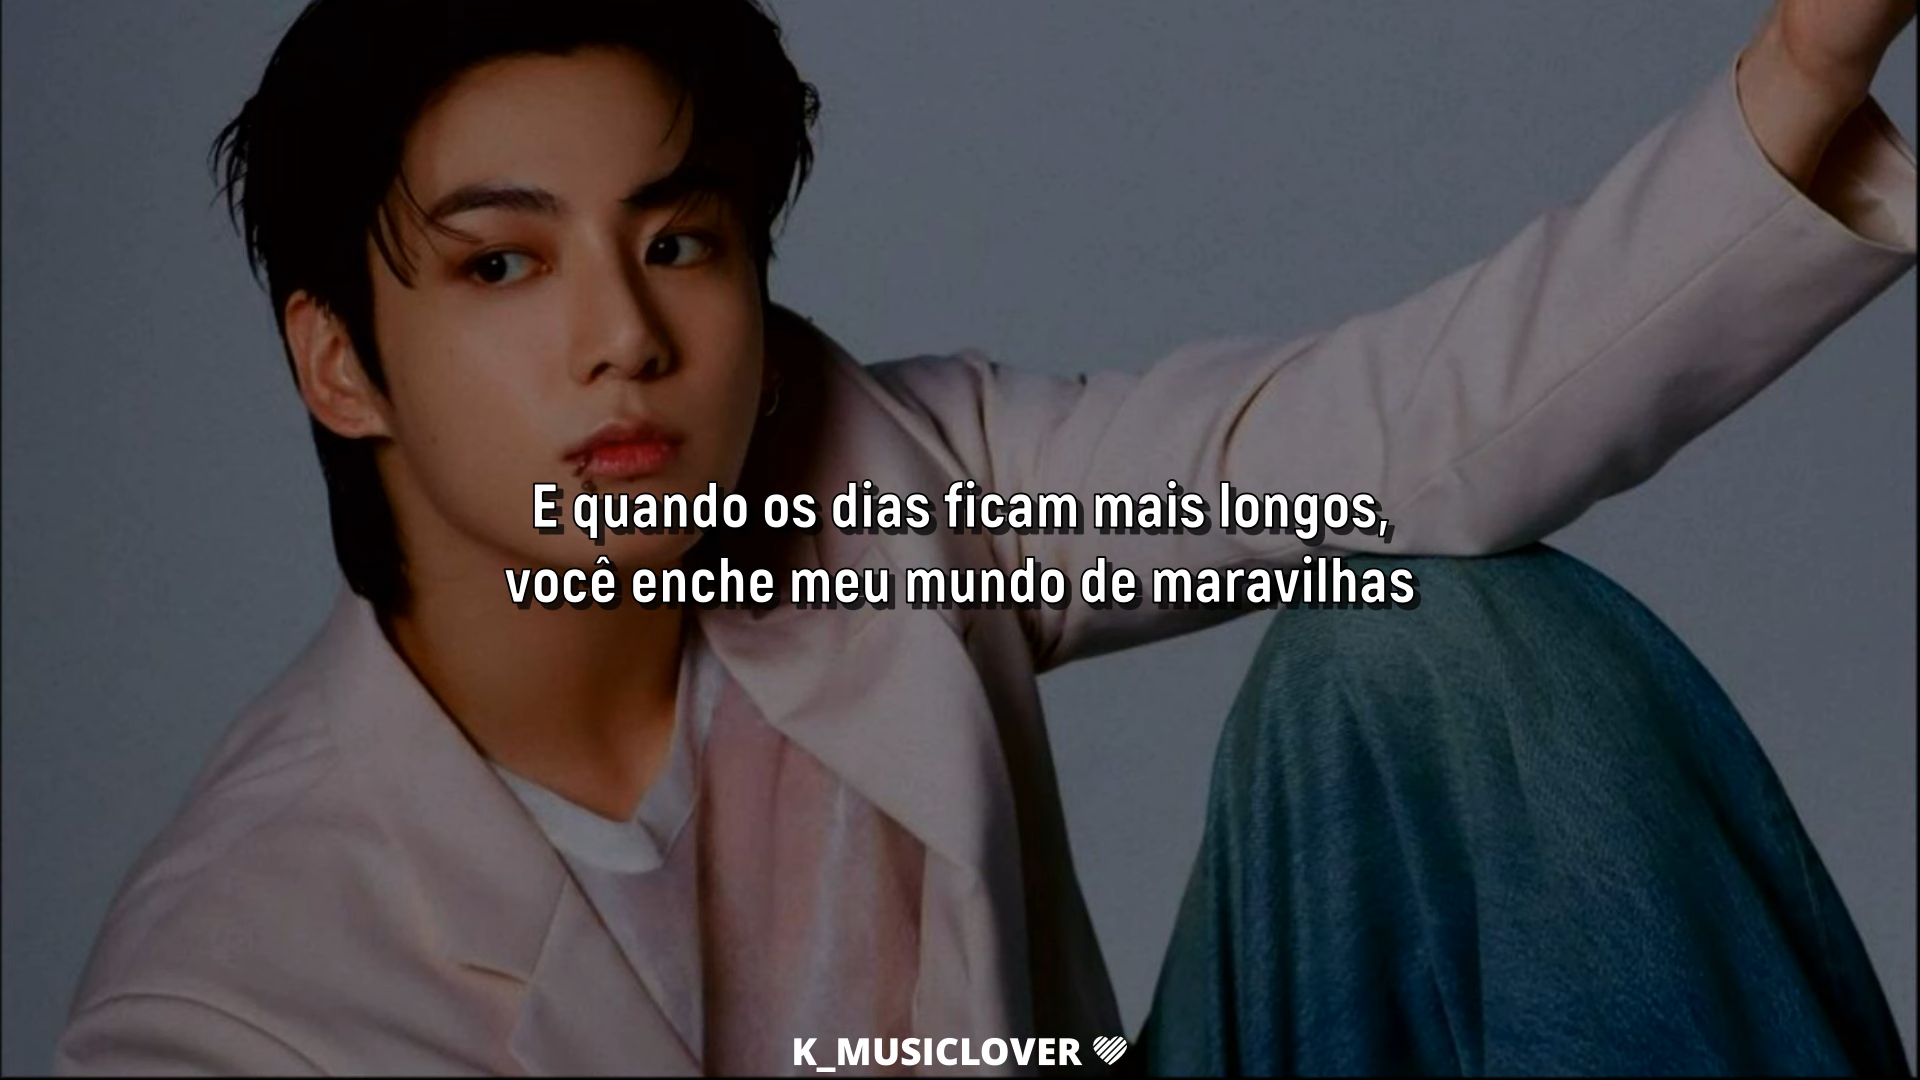 E quando os dias ficam mais longos,
você enche meu mundo de maravilhas
K_MUSICLOVER